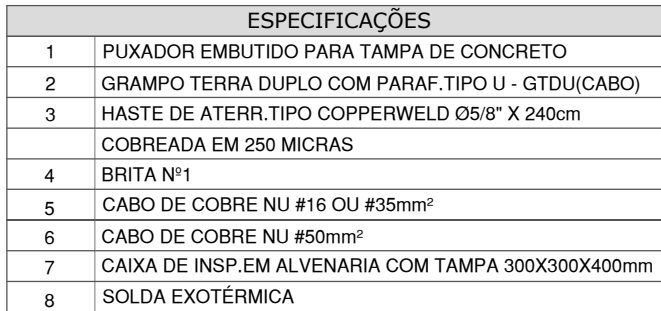 ESPECIFICAÇÕES
1 PUXADOR EMBUTIDO PARA TAMPA DE CONCRETO
2 GRAMPO TERRA DUPLO COM PARAF.TIPO U - GTDU(CABO)
3 HASTE DE ATERR.TIPO COPPERWELD Ø5/8" X 240cm
COBREADA EM 250 MICRAS
4 BRITA Nº1
5 CABO DE COBRE NU #16 OU #35mm²
6 CABO DE COBRE NU #50mm²
7 CAIXA DE INSP.EM ALVENARIA COM TAMPA 300X300X400mm
8 SOLDA EXOTÉRMICA